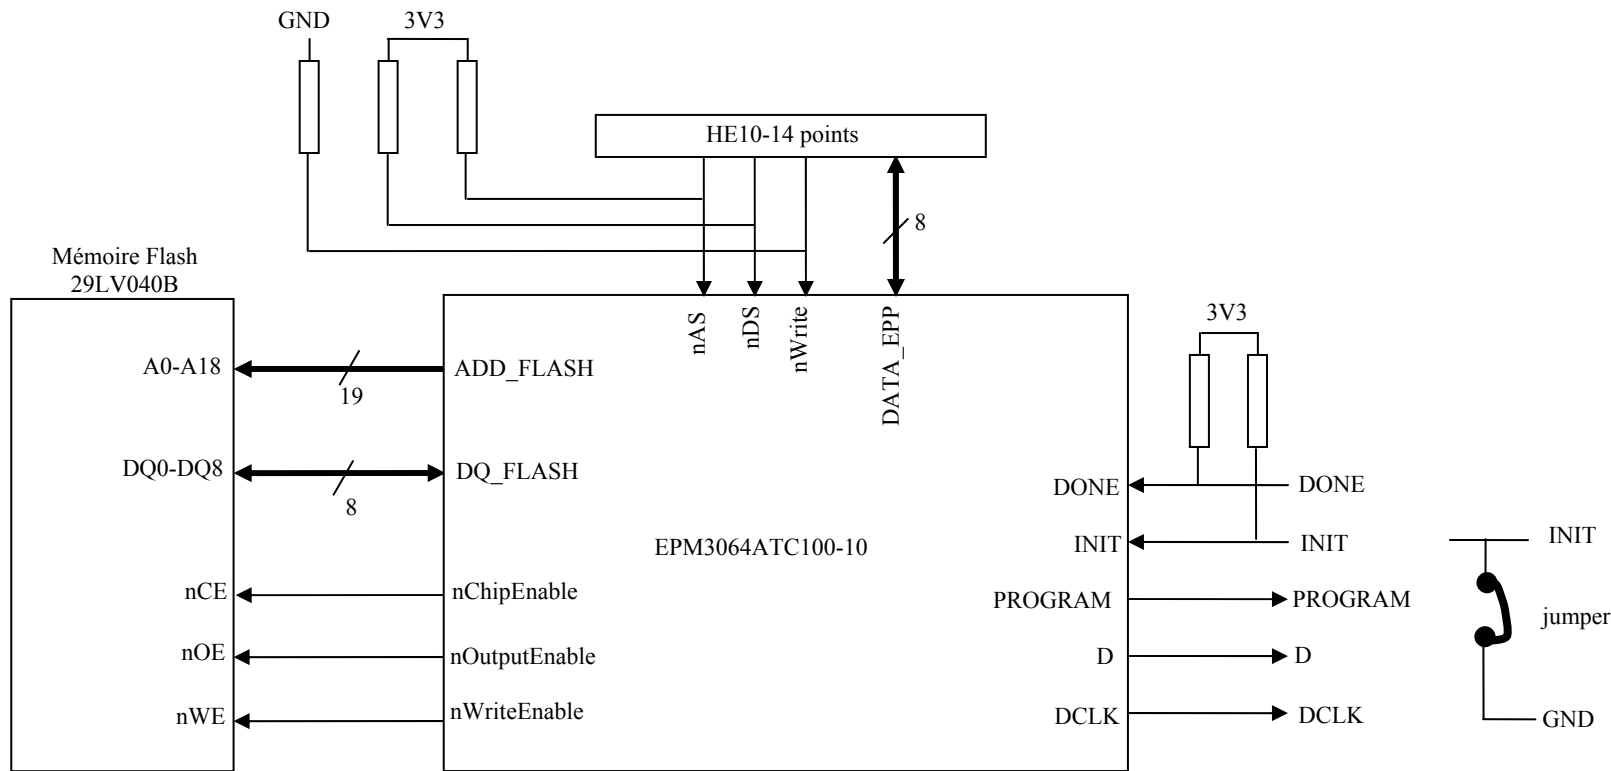 GND
3V3
HE10-14 points
8
Mémoire Flash
29LV040B
nAS
nDS
nWrite
DATA_EPP
3V3
A0-A18
19
ADD_FLASH
DQ0-DQ8
8
DQ_FLASH
DONE
DONE
EPM3064ATC100-10
INIT
INIT
INIT
nCE
nChipEnable
PROGRAM
PROGRAM
jumper
nOE
nOutputEnable
D
D
nWE
nWriteEnable
DCLK
DCLK
GND